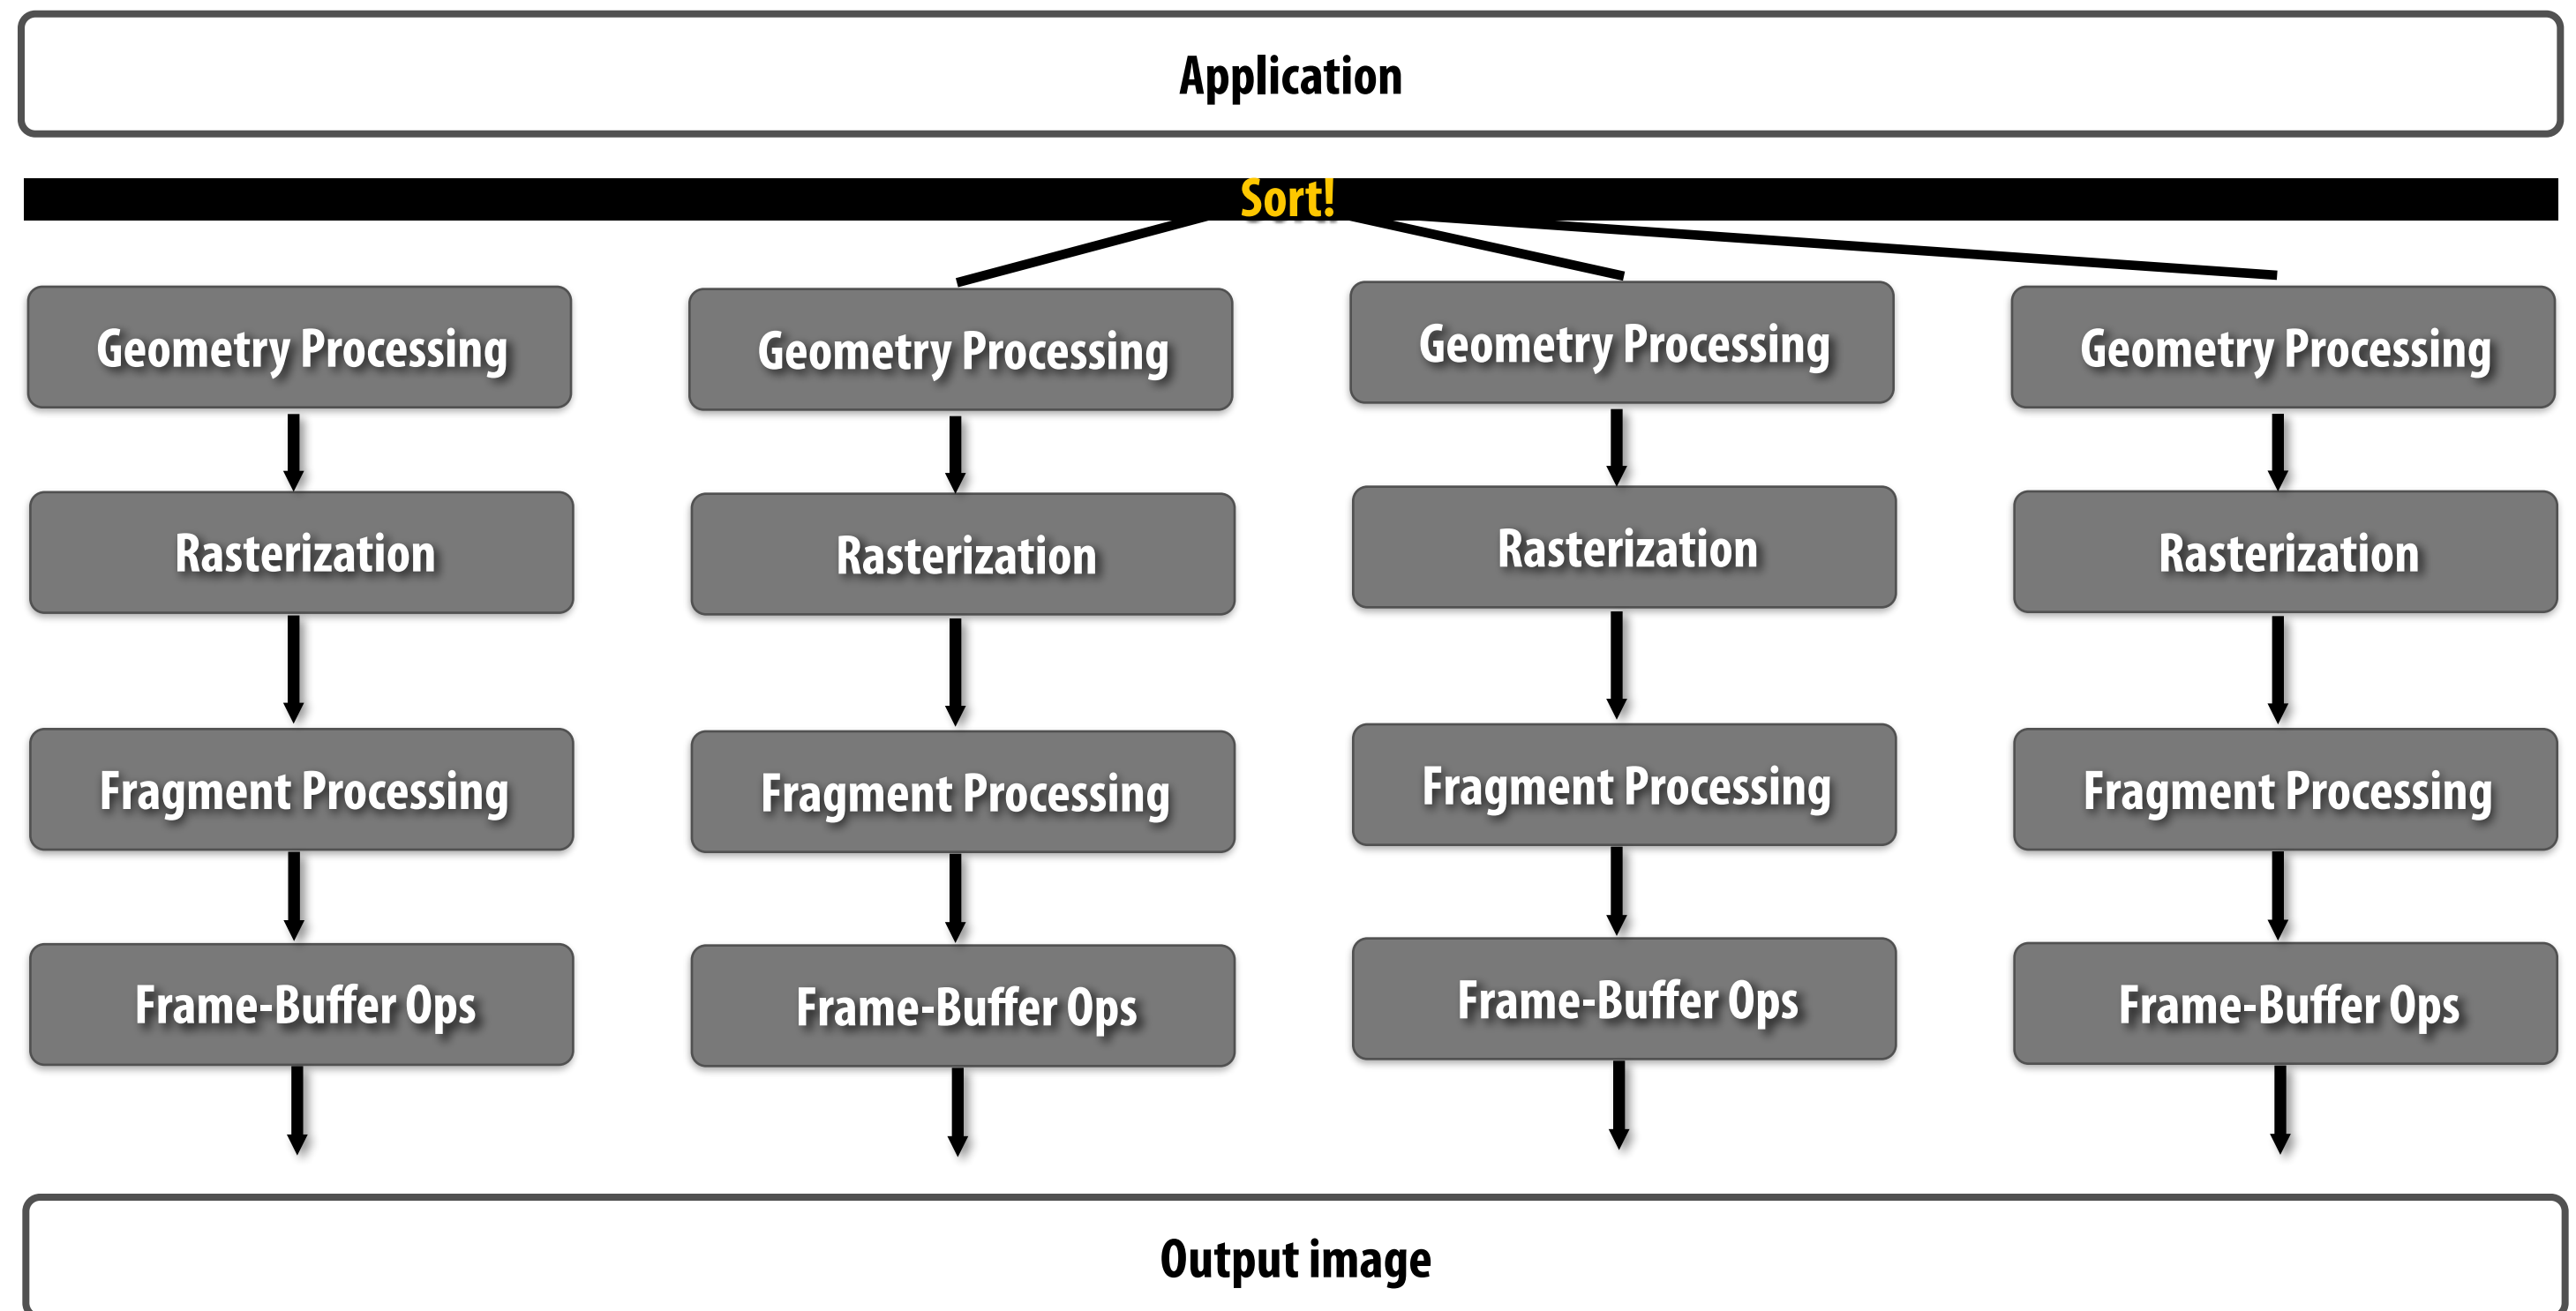 Application
Sort!
Geometry Processing
Geometry Processing
Geometry Processing
Geometry Processing
Rasterization
Rasterization
Rasterization
Rasterization
Fragment Processing
Fragment Processing
Fragment Processing
Fragment Processing
Frame-Buffer Ops
Frame-Buffer Ops
Frame-Buffer Ops
Frame-Buffer Ops
Output image